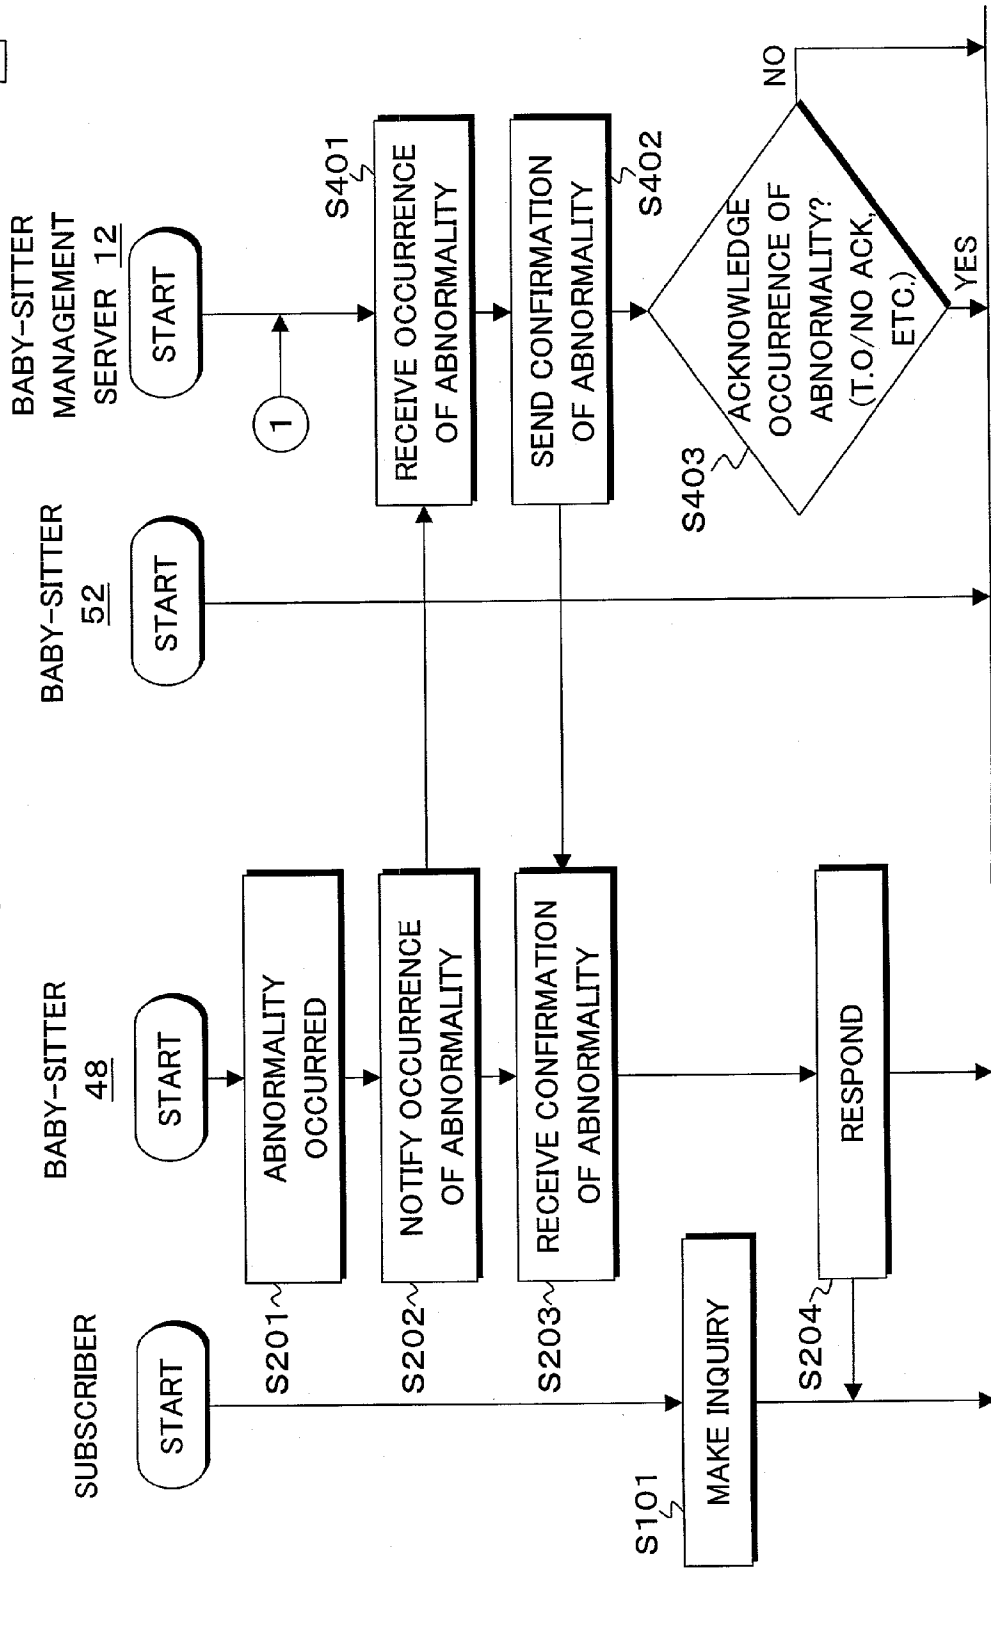 SUBSCRIBER
START
S101
MAKE INQUIRY
BABY-SITTER
48
START
S201
ABNORMALITY
OCCURRED
S202
NOTIFY OCCURRENCE
OF ABNORMALITY
S203
RECEIVE CONFIRMATION
OF ABNORMALITY
S204
RESPOND
BABY-SITTER
52
START
BABY-SITTER
MANAGEMENT
SERVER 12
START
1
S401
RECEIVE OCCURRENCE
OF ABNORMALITY
S402
SEND CONFIRMATION
OF ABNORMALITY
S403
ACKNOWLEDGE
OCCURRENCE OF
ABNORMALITY?
(T.O/NO ACK,
ETC.)
NO
YES